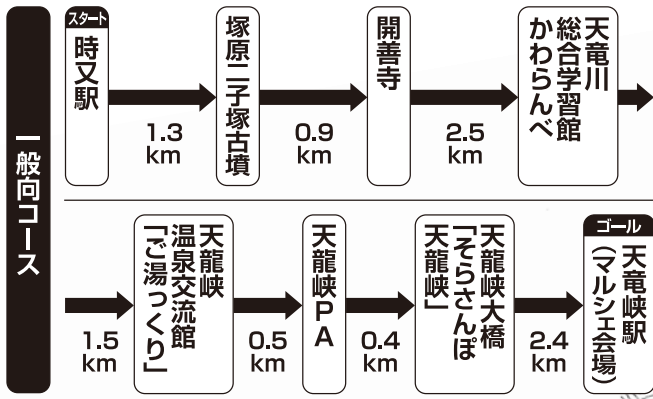 一般向コース
スタート
時又駅
1.3
km
塚原二子塚古墳
0.9
km
開善寺
2.5
km
天竜川
総合学習館
かわらんべ
1.5
km
天龍峡
温泉交流館
「ご湯っくり」
0.5
km
天龍峡PA
0.4
km
天龍峡大橋
「そらさんぽ
天龍峡」
2.4
km
ゴール
天竜峡駅
(マルシェ会場)